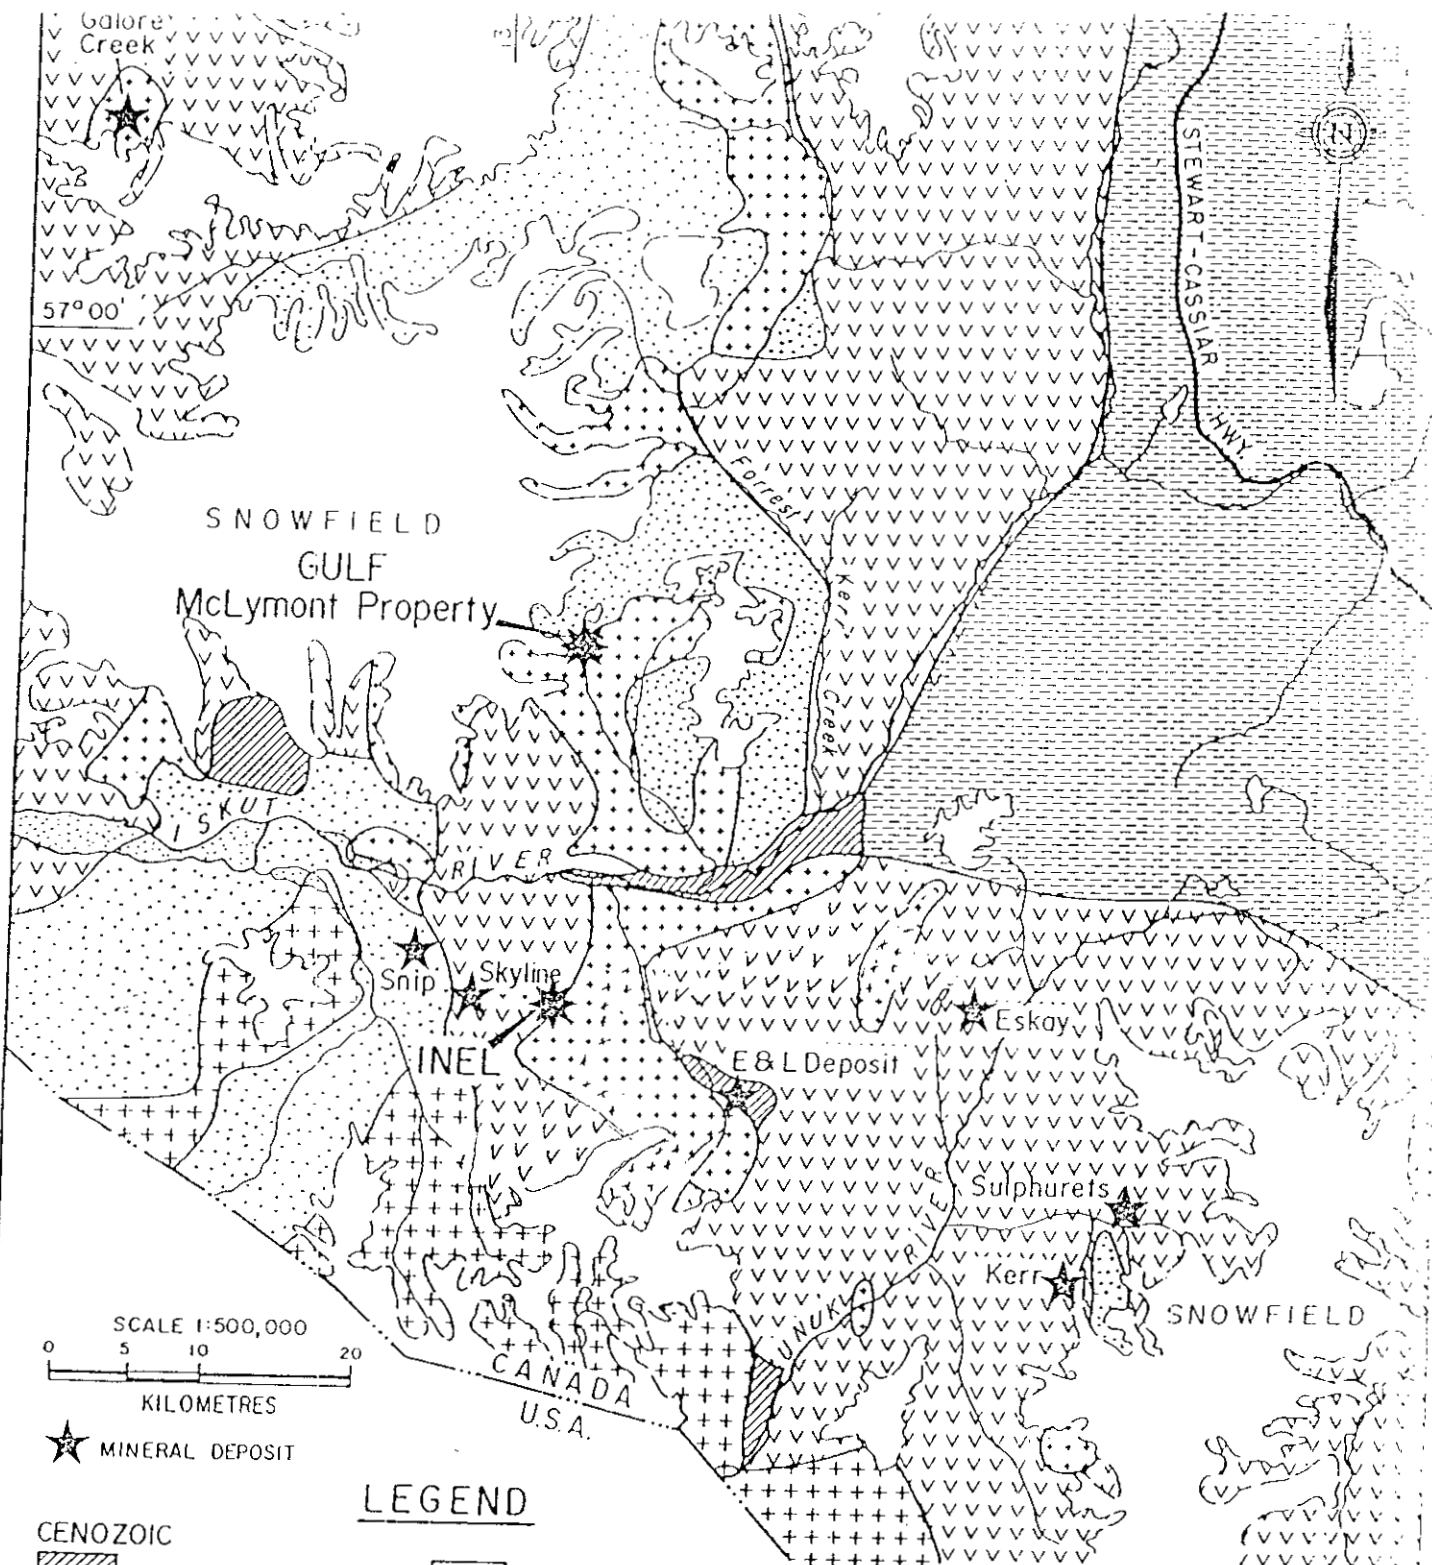 Galore
Creek
STEWART-CASSIAR
HWY
57°00'
Forrest
SNOWFIELD
GULF
McLymont Property
Kerr
Creek
ISKUT
RIVER
Snip
Skyline
INEL
Eskay
E & L Deposit
Sulphurets
RIVER
Kerr
UNUK
SNOWFIELD
SCALE 1:500,000
0 5 10 20
KILOMETRES
CANADA
U.S.A.
MINERAL DEPOSIT
LEGEND
CENOZOIC